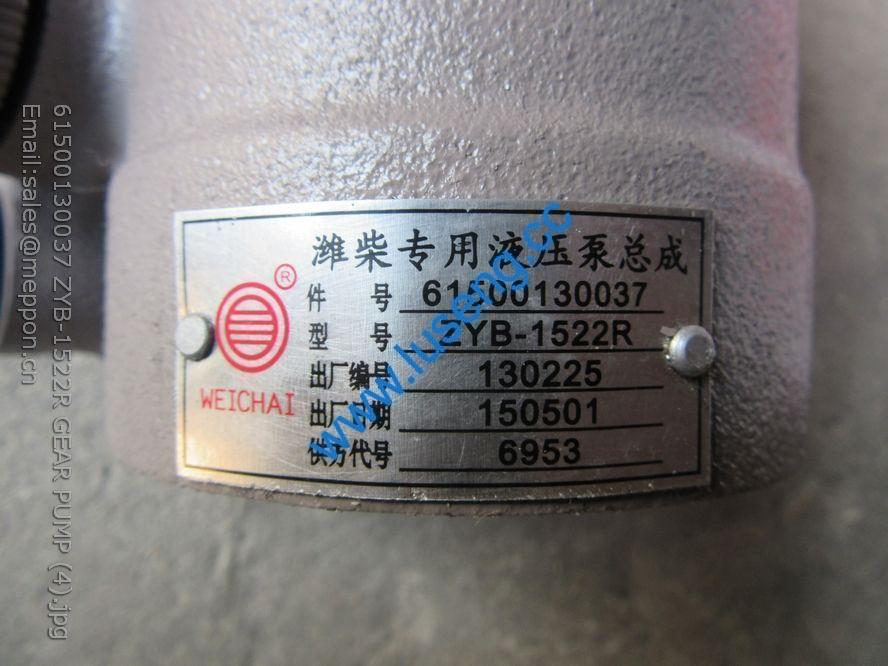 潍柴专用液压泵总成
件 号 61500130037
型 号 ZYB-1522R
出厂编号 130225
出厂日期 150501
供方代号 6953
®
WEICHAI
www.luseng.cc
61500130037 ZYB-1522R GEAR PUMP (4).jpg
Email:sales@meppon.cn